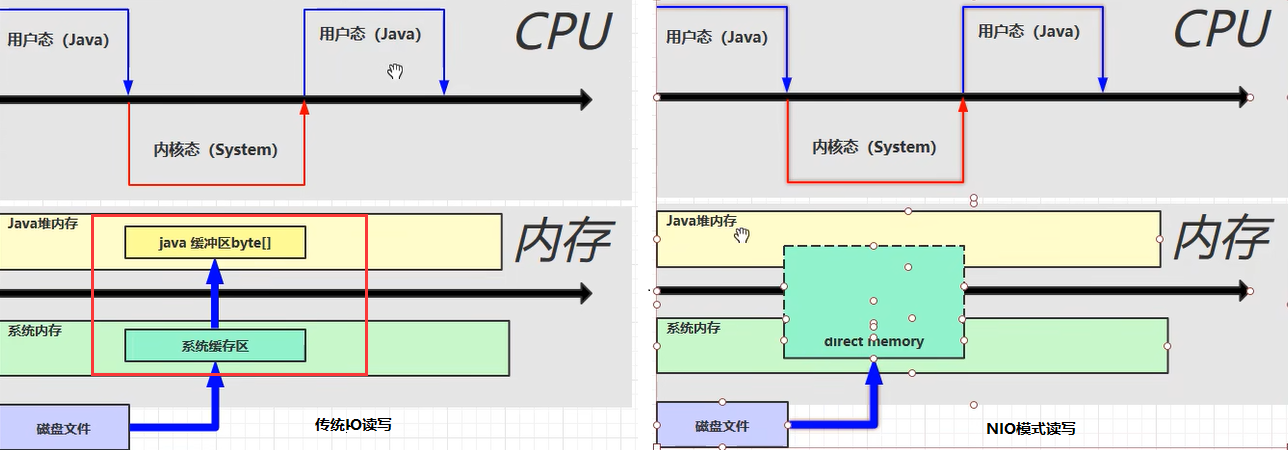 CPU
用户态（Java）
用户态（Java）
内核态（System）
Java堆内存
java 缓冲区byte[]
内存
系统内存
系统缓存区
磁盘文件
传统IO读写
CPU
用户态（Java）
用户态（Java）
内核态（System）
Java堆内存
内存
系统内存
direct memory
磁盘文件
NIO模式读写